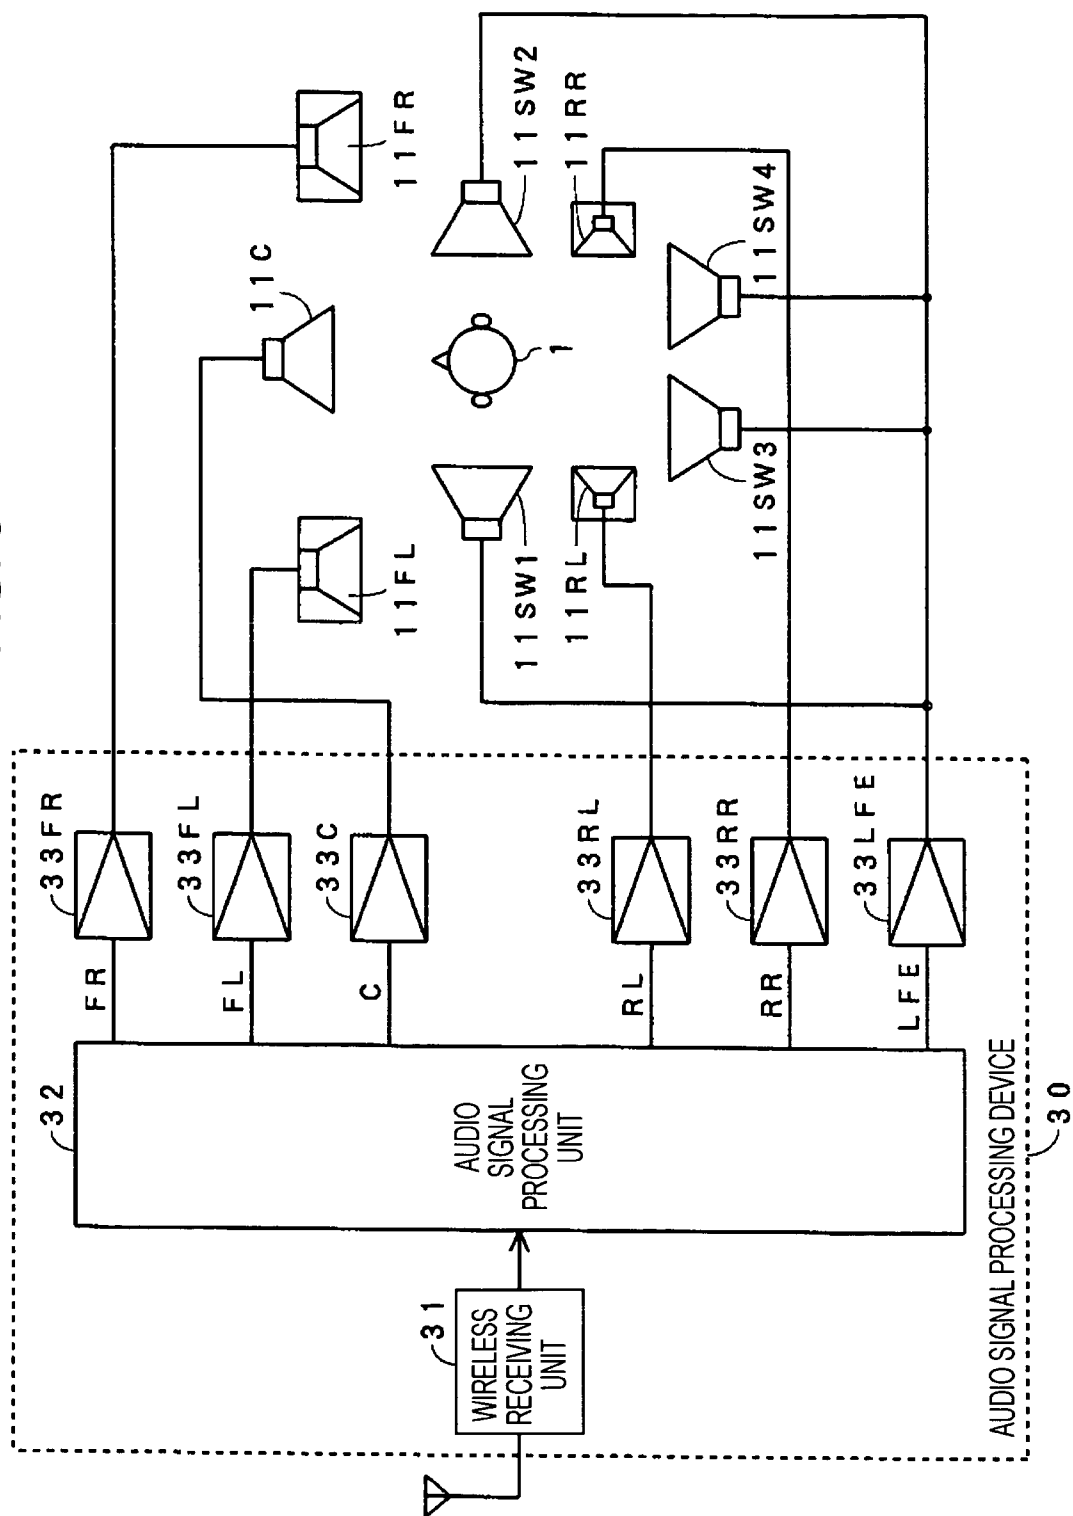 33FR
33FL
33C
33RL
33RR
33LFE
FR
FL
C
RL
RR
LFE
32
AUDIO
SIGNAL
PROCESSING
UNIT
31
WIRELESS
RECEIVING
UNIT
AUDIO SIGNAL PROCESSING DEVICE
30
11FR
11C
11FL
11SW2
11RR
11SW4
1
11SW1
11RL
11SW3